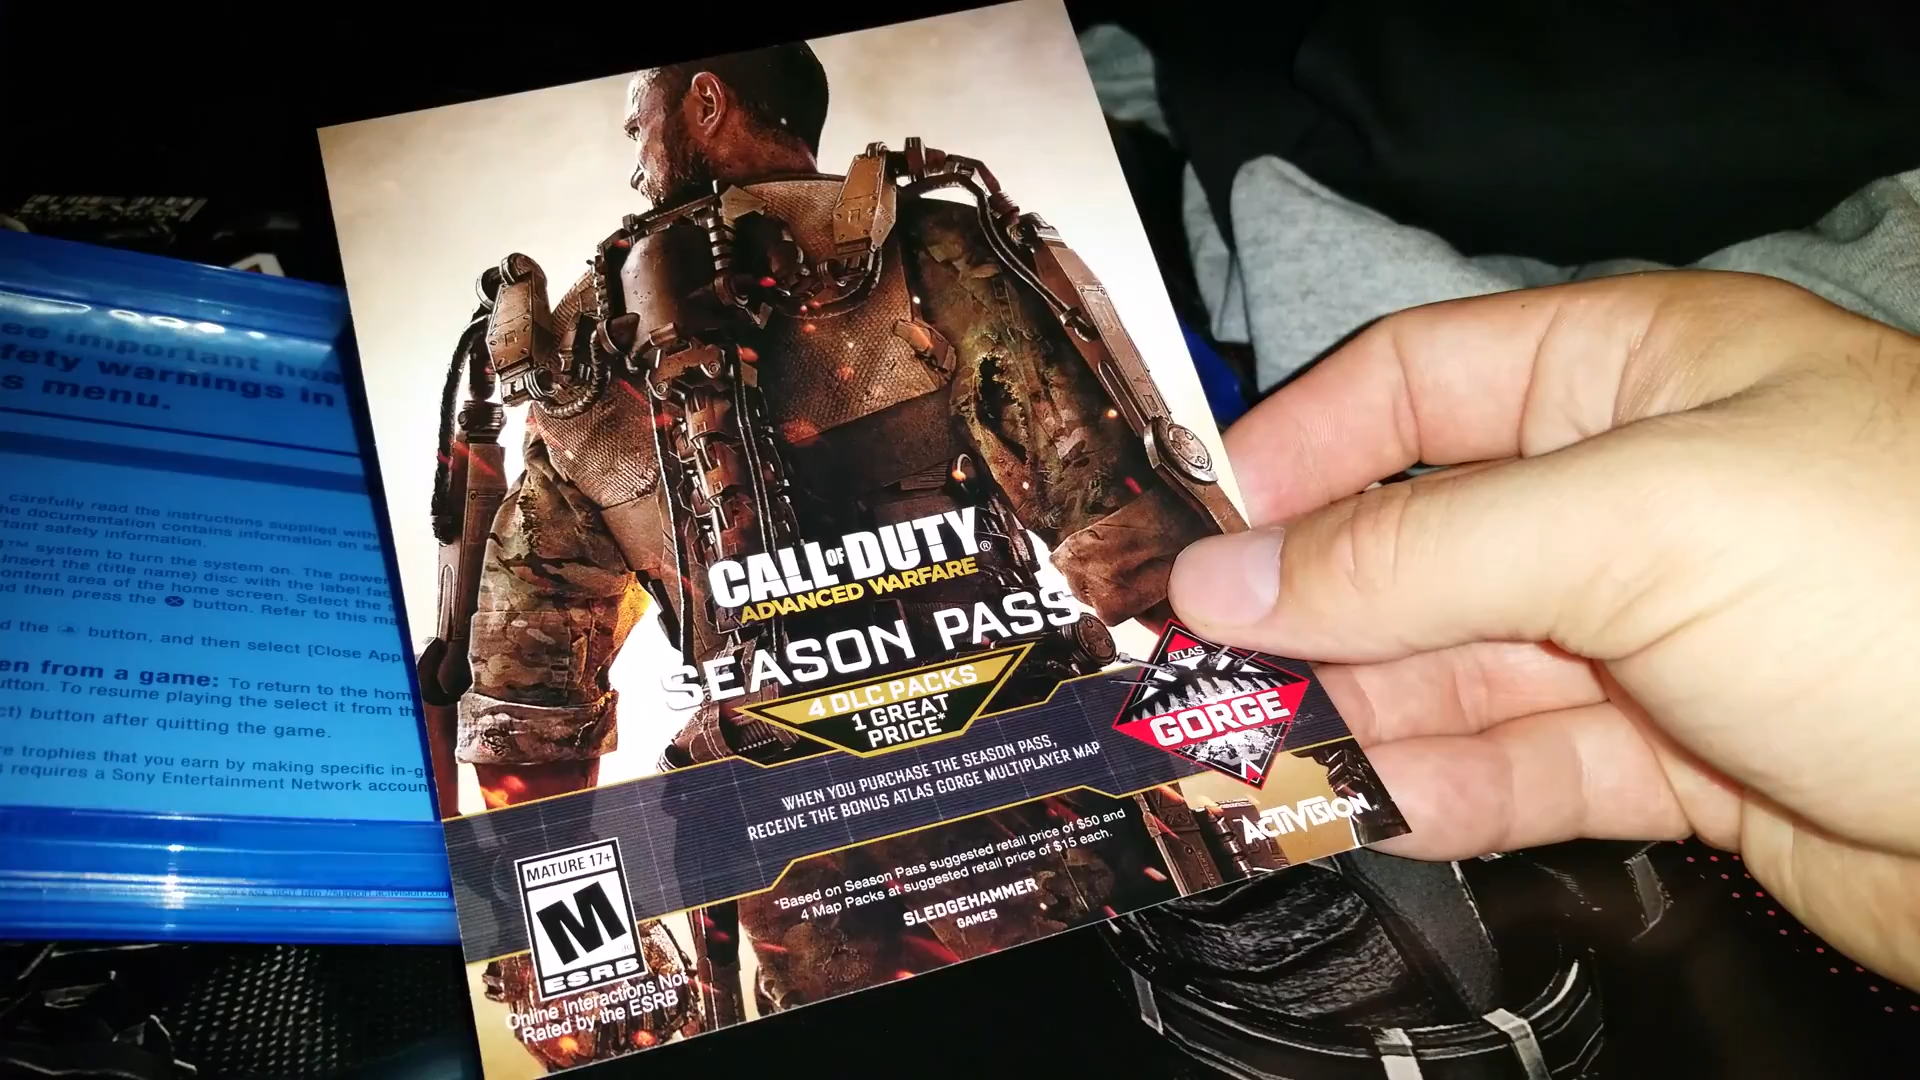 CALL OF DUTY®
ADVANCED WARFARE
SEASON PASS
4 DLC PACKS
1 GREAT
PRICE*
ATLAS
GORGE
WHEN YOU PURCHASE THE SEASON PASS,
RECEIVE THE BONUS ATLAS GORGE MULTIPLAYER MAP
ACTIVISION
*Based on Season Pass suggested retail price of $50 and
4 Map Packs at suggested retail price of $15 each.
SLEDGEHAMMER
GAMES
MATURE 17+
M
ESRB
Online Interactions Not
Rated by the ESRB
important
fety warnings in
s menu.
carefully read the instructions supplied with
he documentation contains information on
tant safety information.
system to turn the system on. The power
Insert the (title name) disc with the label
ontent area of the home screen. Select the
d then press the button. Refer to this
d the button, and then select [Close
en from a game: To return to the
utton. To resume playing the select it from
ct) button after quitting the game.
re trophies that you earn by making specific
s requires a Sony Entertainment Network